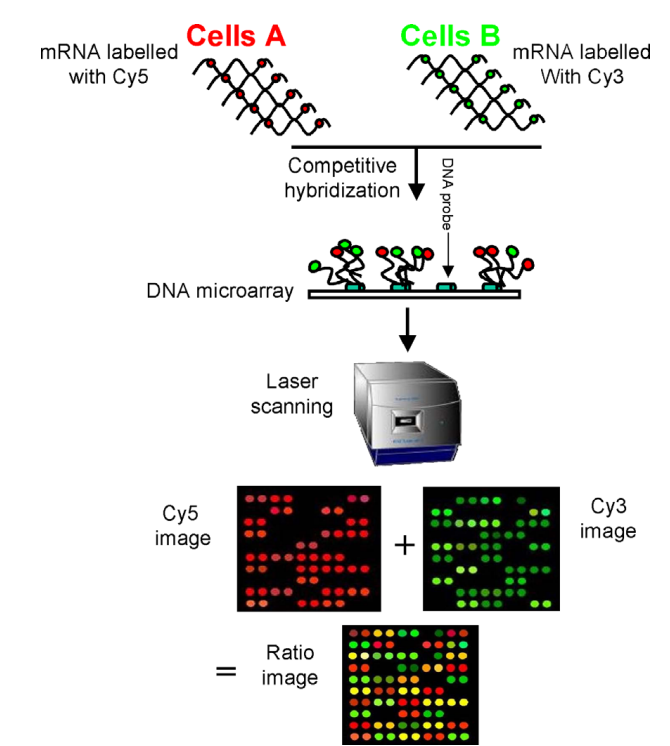 Cells A
Cells B
mRNA labelled
with Cy5
mRNA labelled
With Cy3
Competitive
hybridization
DNA probe
DNA microarray
Laser
scanning
Cy5
image
+
Cy3
image
=
Ratio
image